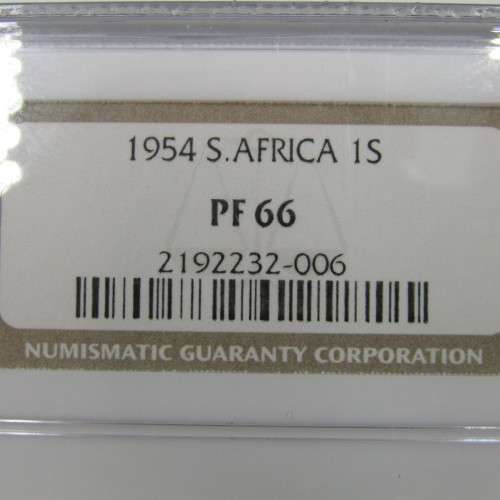 1954 S.AFRICA 1S
PF 66
2192232-006
NUMISMATIC GUARANTY CORPORATION